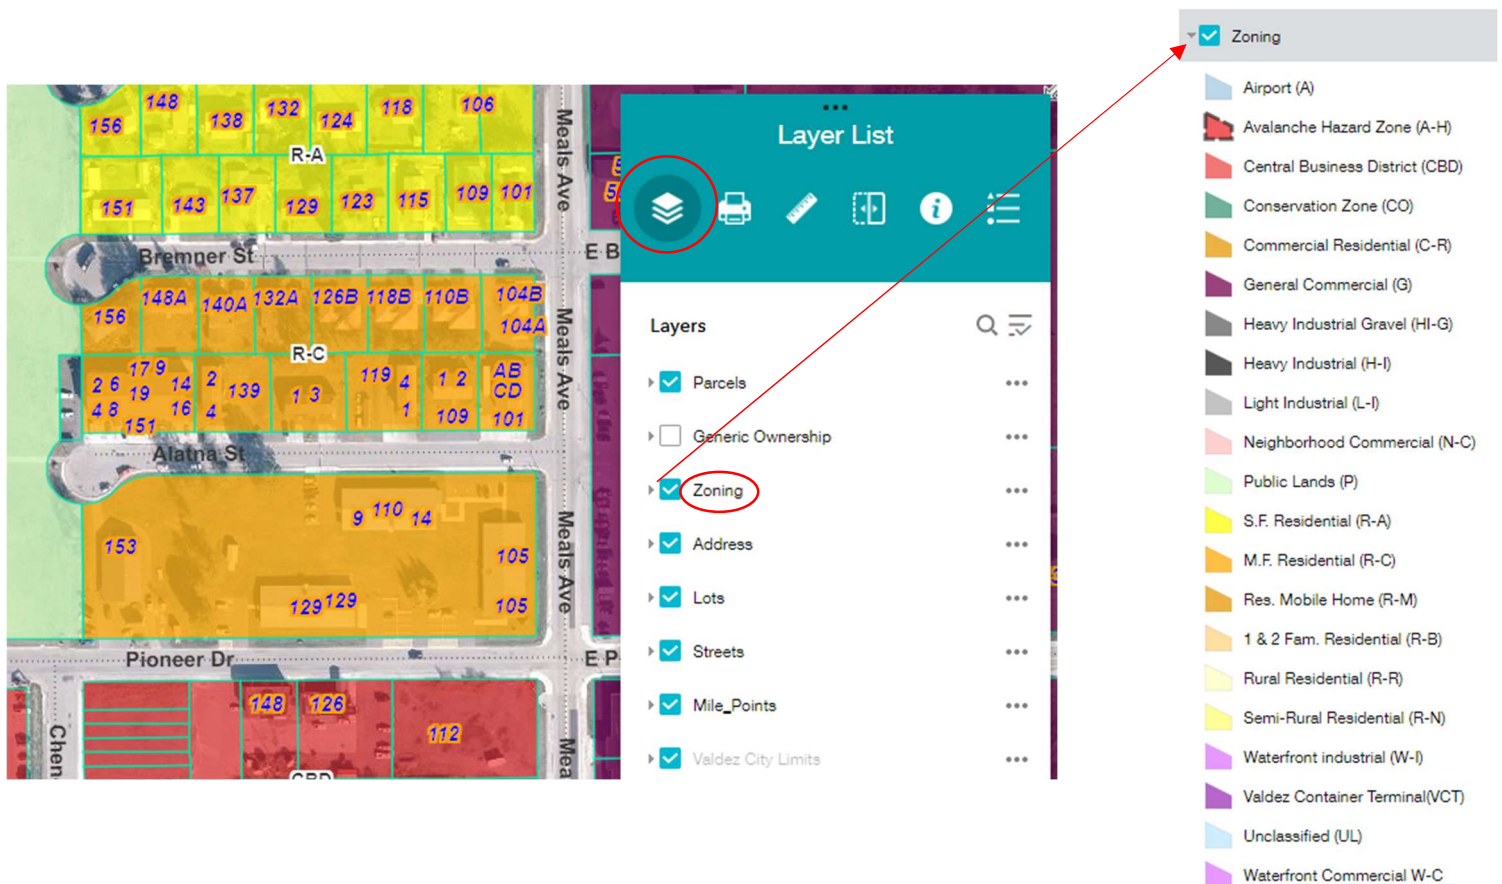 148
132
118
106
156
138
124
R-A
151
143
137
129
123
115
109
101
Meals Ave
Bremner St
E B
156
148A
140A
132A
126B
118B
110B
104B
104A
R-C
Meals Ave
2 6
17 9
14
4 8
19
16
151
2
4
139
1 3
119
4
1
1 2
109
AB
CD
101
Alatna St
153
9
110
14
105
129
129
105
Meals Ave
Pioneer Dr
E P
148
126
112
Chen
CBD
Mea
Layer List
Layers
Parcels
Generic Ownership
Zoning
Address
Lots
Streets
Mile_Points
Valdez City Limits
Zoning
Airport (A)
Avalanche Hazard Zone (A-H)
Central Business District (CBD)
Conservation Zone (CO)
Commercial Residential (C-R)
General Commercial (G)
Heavy Industrial Gravel (HI-G)
Heavy Industrial (H-I)
Light Industrial (L-I)
Neighborhood Commercial (N-C)
Public Lands (P)
S.F. Residential (R-A)
M.F. Residential (R-C)
Res. Mobile Home (R-M)
1 & 2 Fam. Residential (R-B)
Rural Residential (R-R)
Semi-Rural Residential (R-N)
Waterfront industrial (W-I)
Valdez Container Terminal(VCT)
Unclassified (UL)
Waterfront Commercial W-C